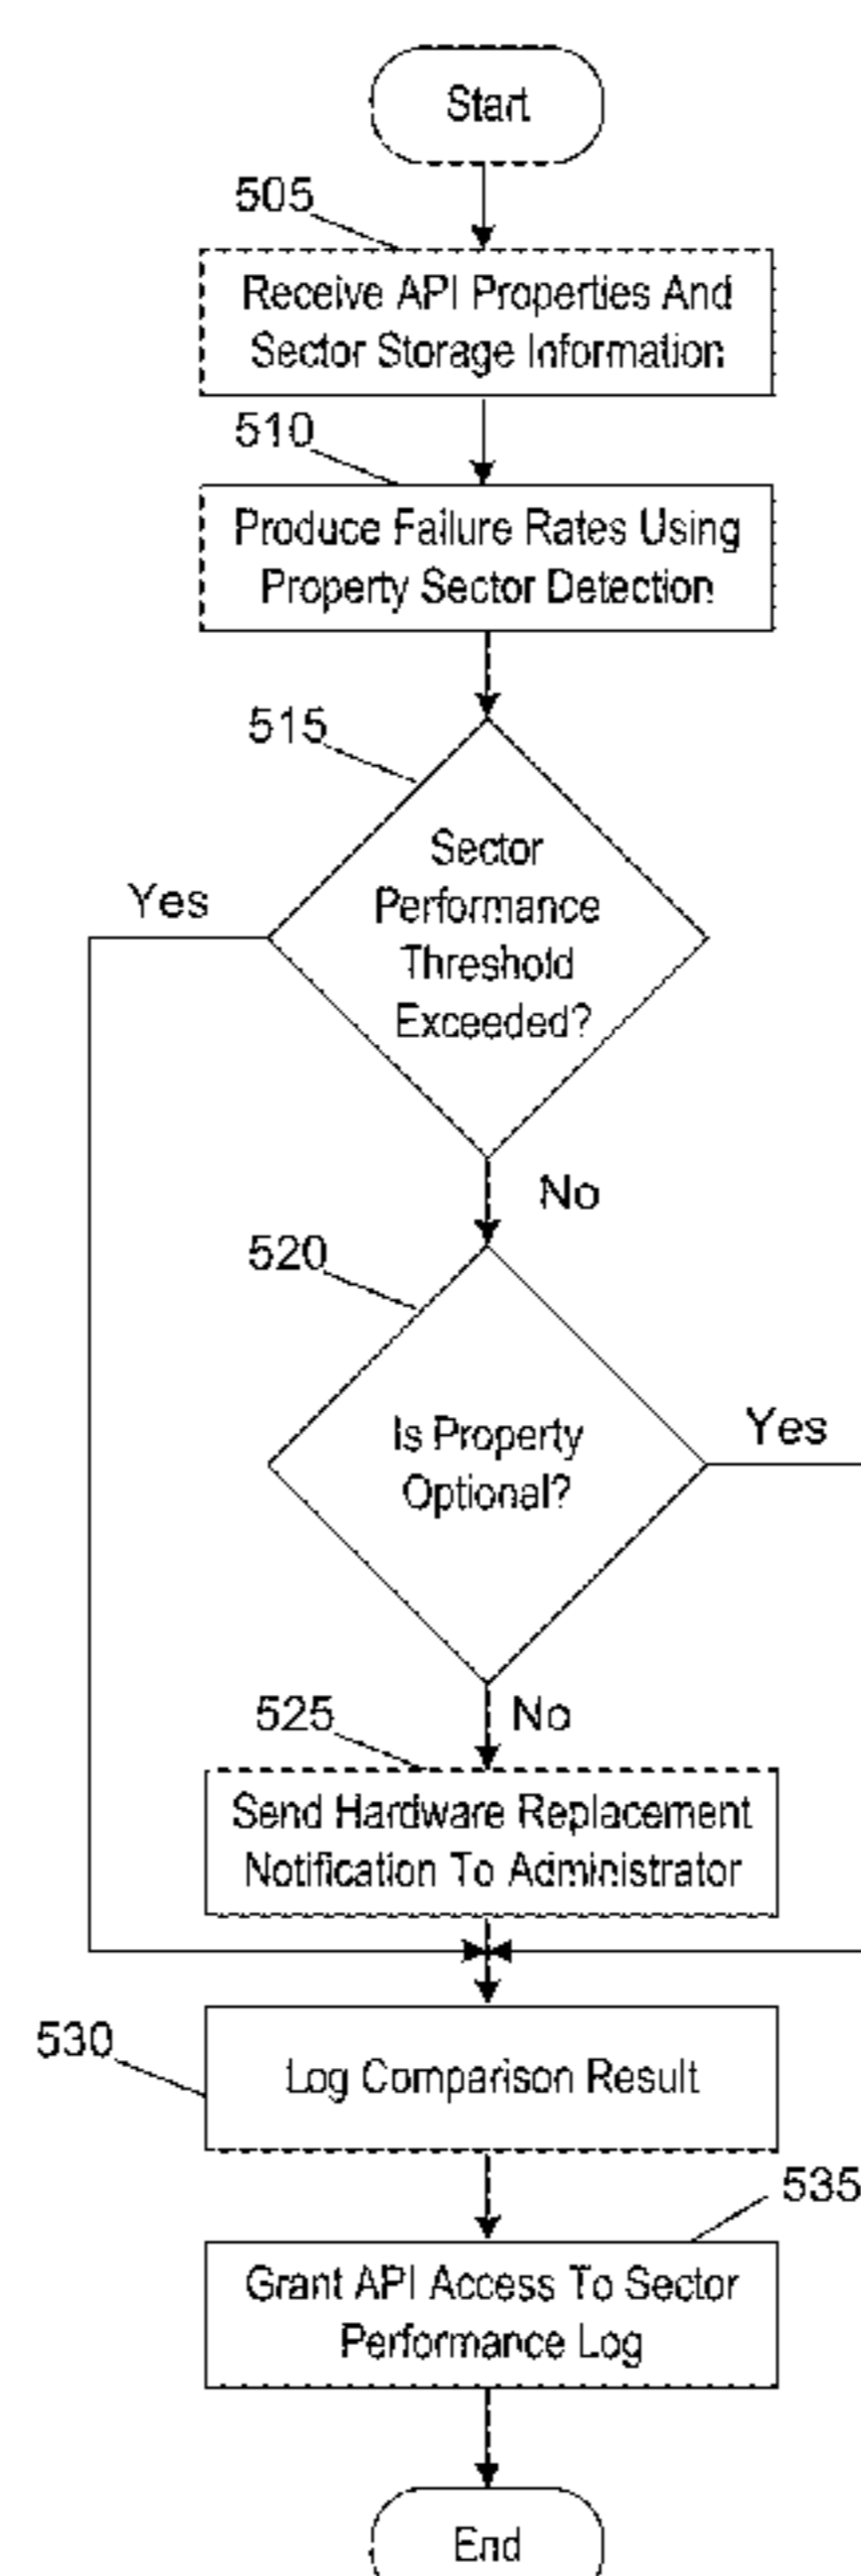 Start
505
Receive API Properties And
Sector Storage Information
510
Produce Failure Rates Using
Property Sector Detection
515
Sector
Performance
Threshold
Exceeded?
Yes
No
520
Is Property
Optional?
Yes
No
525
Send Hardware Replacement
Notification To Administrator
530
Log Comparison Result
535
Grant API Access To Sector
Performance Log
End